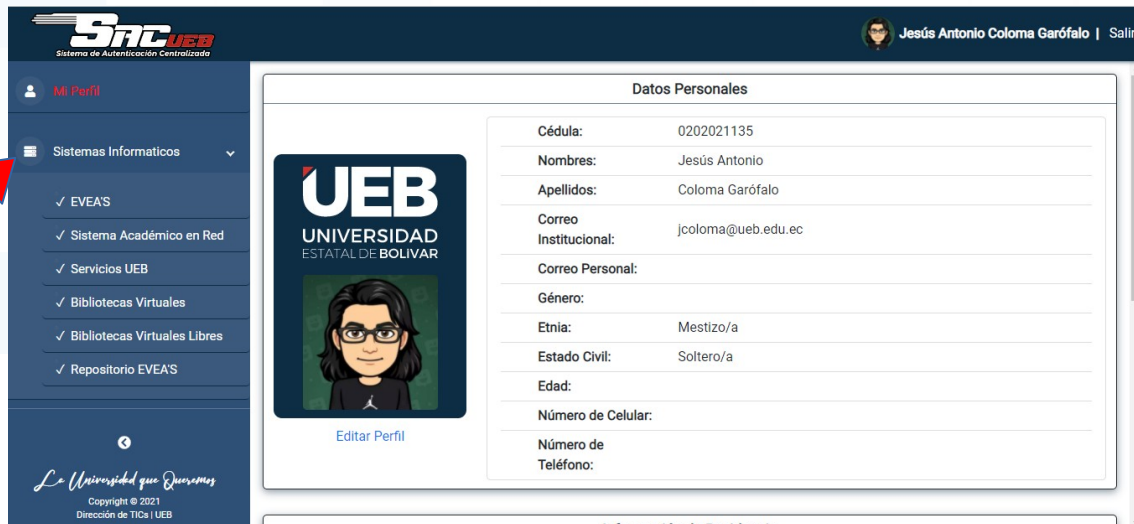 SAC UEB
Sistema de Autenticación Centralizada
Jesús Antonio Coloma Garófalo | Salir
Mi Perfil
Sistemas Informaticos
✓ EVEA'S
✓ Sistema Académico en Red
✓ Servicios UEB
✓ Bibliotecas Virtuales
✓ Bibliotecas Virtuales Libres
✓ Repositorio EVEA'S
La Universidad que Queremos
Copyright © 2021
Dirección de TICs | UEB
Datos Personales
UEB
UNIVERSIDAD
ESTATAL DE BOLIVAR
Editar Perfil
Cédula: 0202021135
Nombres: Jesús Antonio
Apellidos: Coloma Garófalo
Correo
Institucional: jcoloma@ueb.edu.ec
Correo Personal:
Género:
Etnia: Mestizo/a
Estado Civil: Soltero/a
Edad:
Número de Celular:
Número de
Teléfono: